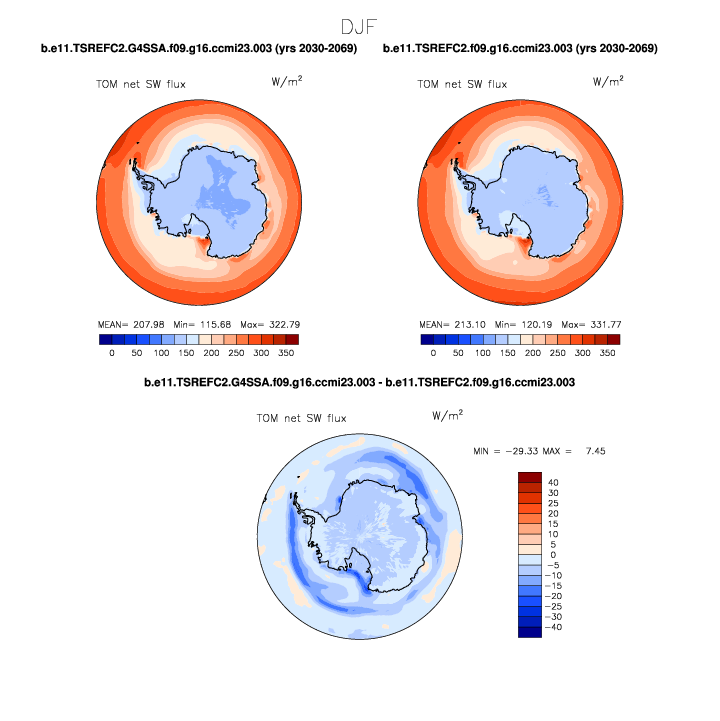 DJF
b.e11.TSREFC2.G4SSA.f09.g16.ccmi23.003 (yrs 2030-2069)
b.e11.TSREFC2.f09.g16.ccmi23.003 (yrs 2030-2069)
TOM net SW flux W/m²
TOM net SW flux W/m²
MEAN= 207.98 Min= 115.68 Max= 322.79
MEAN= 213.10 Min= 120.19 Max= 331.77
0 50 100 150 200 250 300 350
0 50 100 150 200 250 300 350
b.e11.TSREFC2.G4SSA.f09.g16.ccmi23.003 - b.e11.TSREFC2.f09.g16.ccmi23.003
TOM net SW flux W/m²
MIN = -29.33 MAX = 7.45
40
30
25
20
15
10
5
0
-5
-10
-15
-20
-25
-30
-40